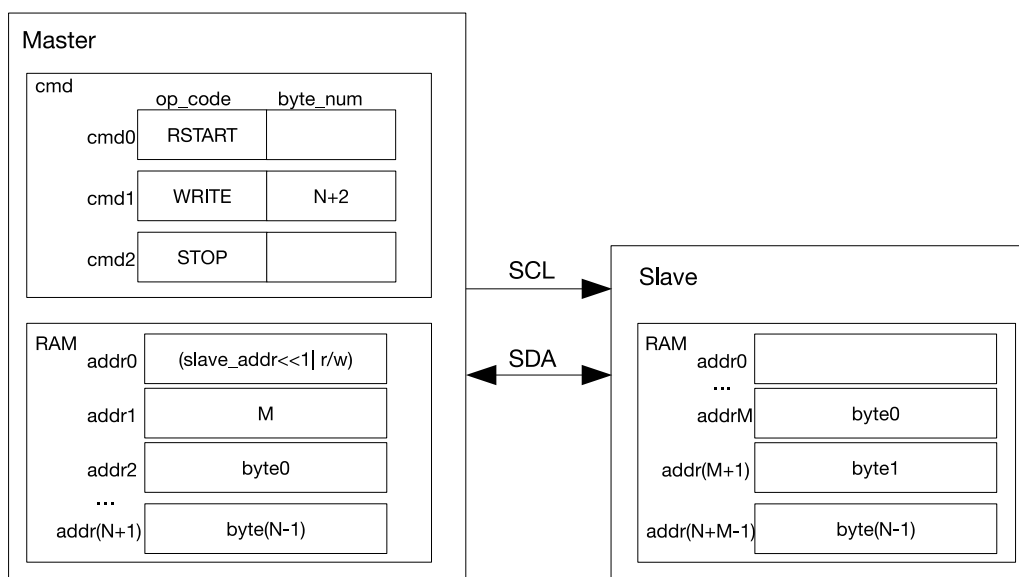 Master
cmd
op_code byte_num
cmd0 RSTART
cmd1 WRITE N+2
cmd2 STOP
RAM
addr0 (slave_addr<<1| r/w)
addr1 M
addr2 byte0
...
addr(N+1) byte(N-1)
SCL
SDA
Slave
RAM
addr0
...
addrM byte0
addr(M+1) byte1
addr(N+M-1) byte(N-1)